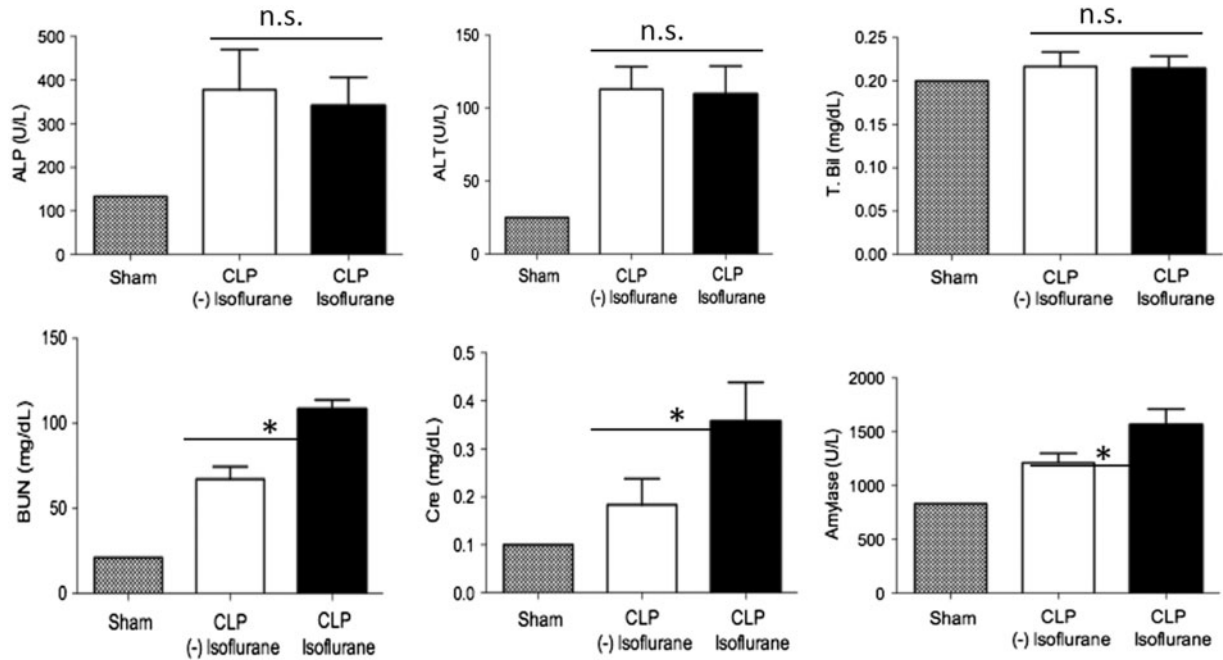 n.s.
ALP (U/L)
500
400
300
200
100
0
Sham
CLP
(-) Isoflurane
CLP
Isoflurane
n.s.
ALT (U/L)
150
100
50
0
Sham
CLP
(-) Isoflurane
CLP
Isoflurane
n.s.
T. Bil (mg/dL)
0.25
0.20
0.15
0.10
0.05
0.00
Sham
CLP
(-) Isoflurane
CLP
Isoflurane
BUN (mg/dL)
150
100
50
0
*
Sham
CLP
(-) Isoflurane
CLP
Isoflurane
Cre (mg/dL)
0.5
0.4
0.3
0.2
0.1
0.0
*
Sham
CLP
(-) Isoflurane
CLP
Isoflurane
Amylase (U/L)
2000
1500
1000
500
0
*
Sham
CLP
(-) Isoflurane
CLP
Isoflurane